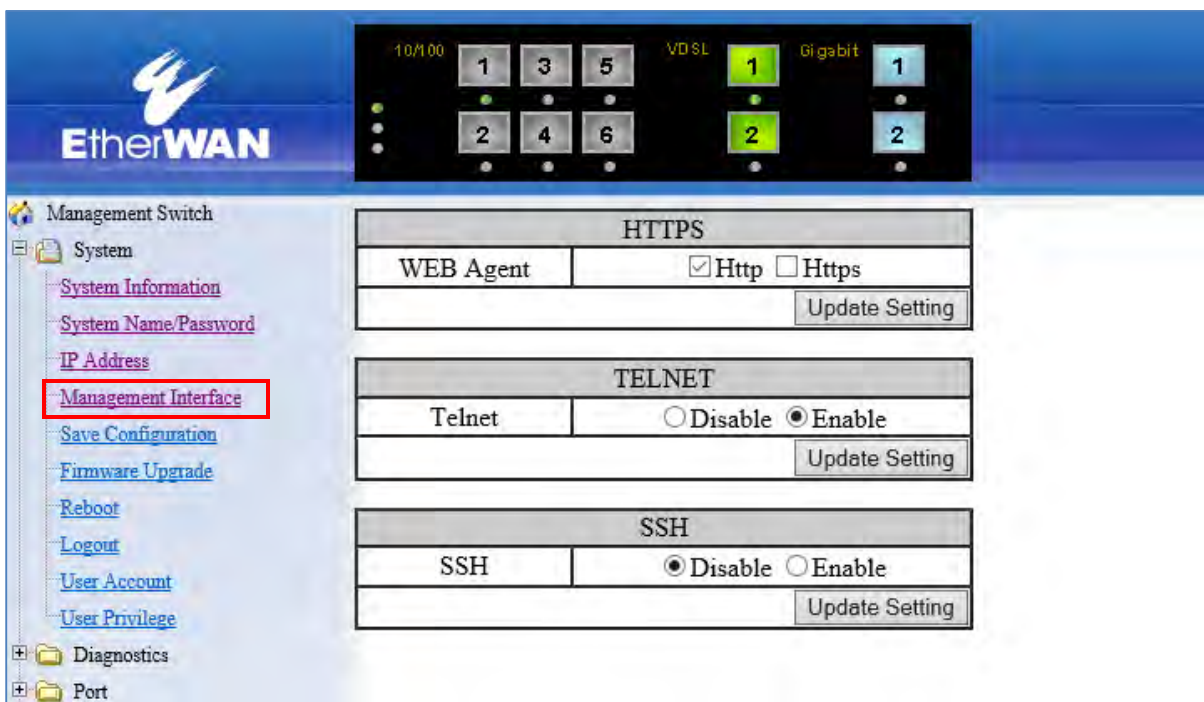 EtherWAN
10/100 1 3 5 VDSL 1 Gigabit 1
2 4 6 2 2
Management Switch
System
System Information
System Name/Password
IP Address
Management Interface
Save Configuration
Firmware Upgrade
Reboot
Logout
User Account
User Privilege
Diagnostics
Port
HTTPS
WEB Agent Http Https
Update Setting
TELNET
Telnet Disable Enable
Update Setting
SSH
SSH Disable Enable
Update Setting